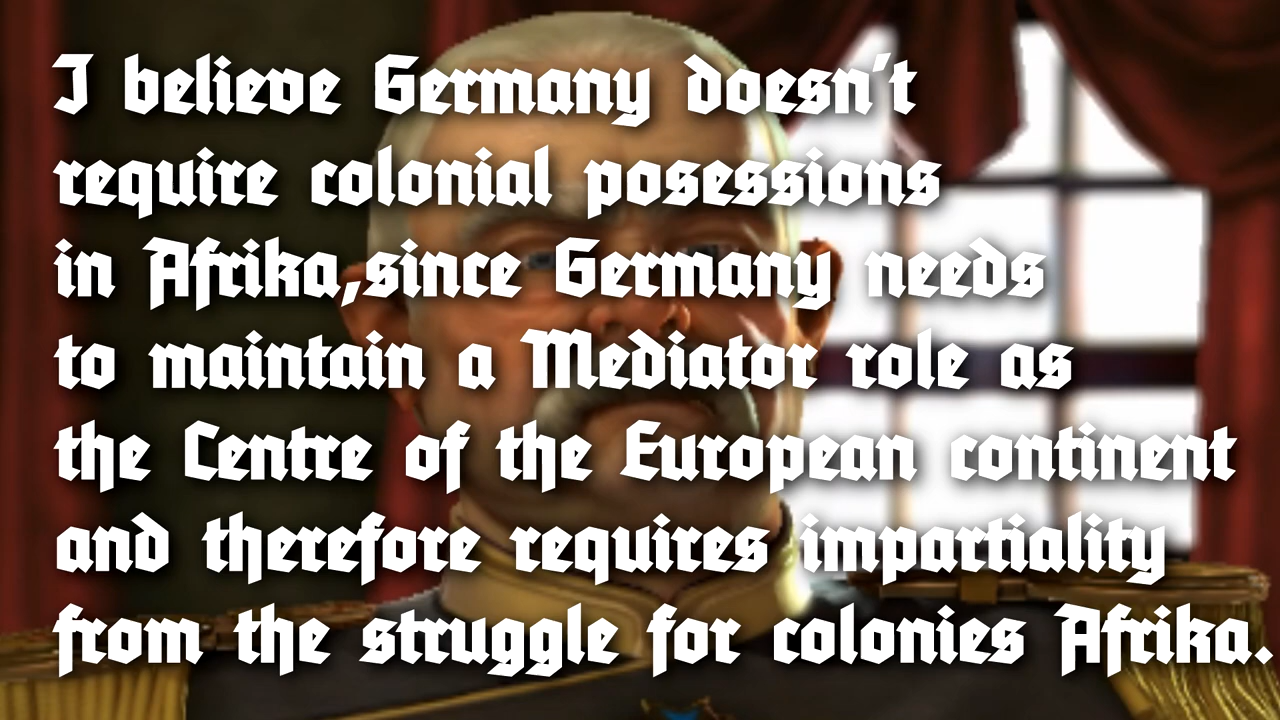 I believe Germany doesn't
require colonial posessions
in Afrika,since Germany needs
to maintain a Mediator role as
the Centre of the European continent
and therefore requires impartiality
from the struggle for colonies Afrika.